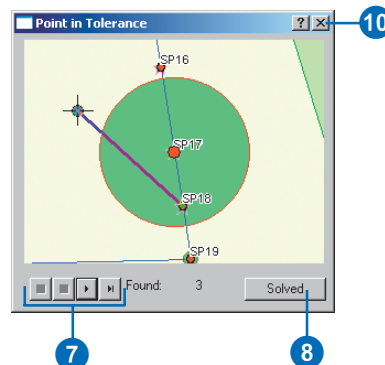 Point in Tolerance
10
SP16
SP17
SP18
SP19
Found: 3
Solved
7
8